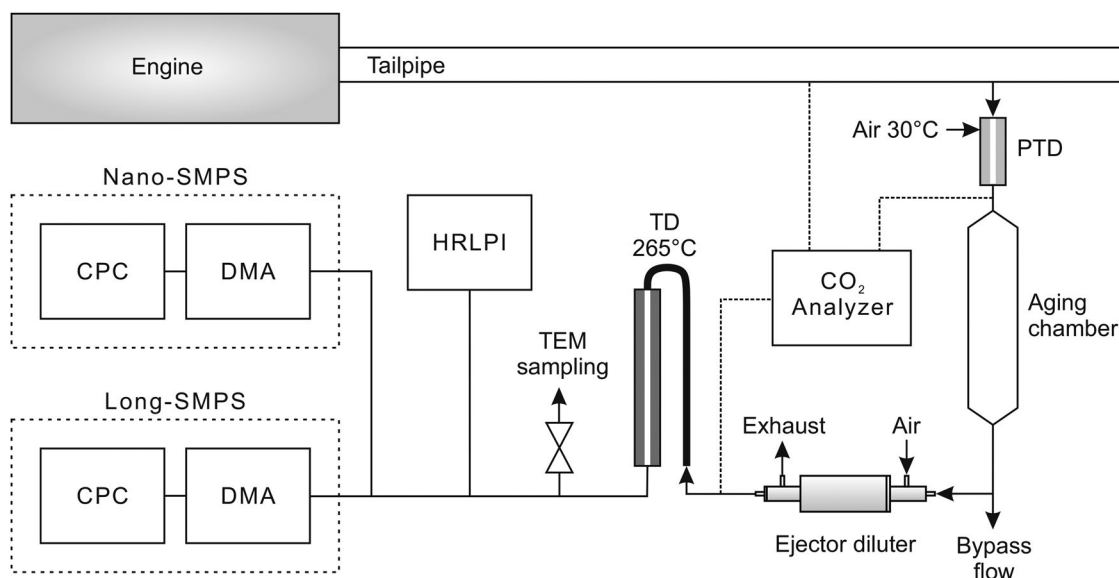 Engine
Tailpipe
Air 30°C
PTD
Nano-SMPS
CPC
DMA
HRLPI
TD
265°C
CO₂
Analyzer
Aging
chamber
TEM
sampling
Long-SMPS
CPC
DMA
Exhaust
Air
Ejector diluter
Bypass
flow